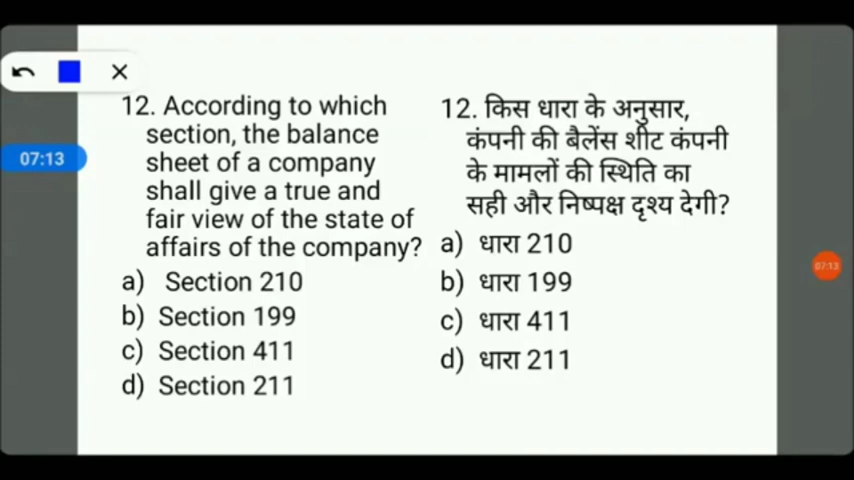 12. According to which
section, the balance
sheet of a company
shall give a true and
fair view of the state of
affairs of the company?
a) Section 210
b) Section 199
c) Section 411
d) Section 211
12. किस धारा के अनुसार,
कंपनी की बैलेंस शीट कंपनी
के मामलों की स्थिति का
सही और निष्पक्ष दृश्य देगी?
a) धारा 210
b) धारा 199
c) धारा 411
d) धारा 211
07:13
07:13